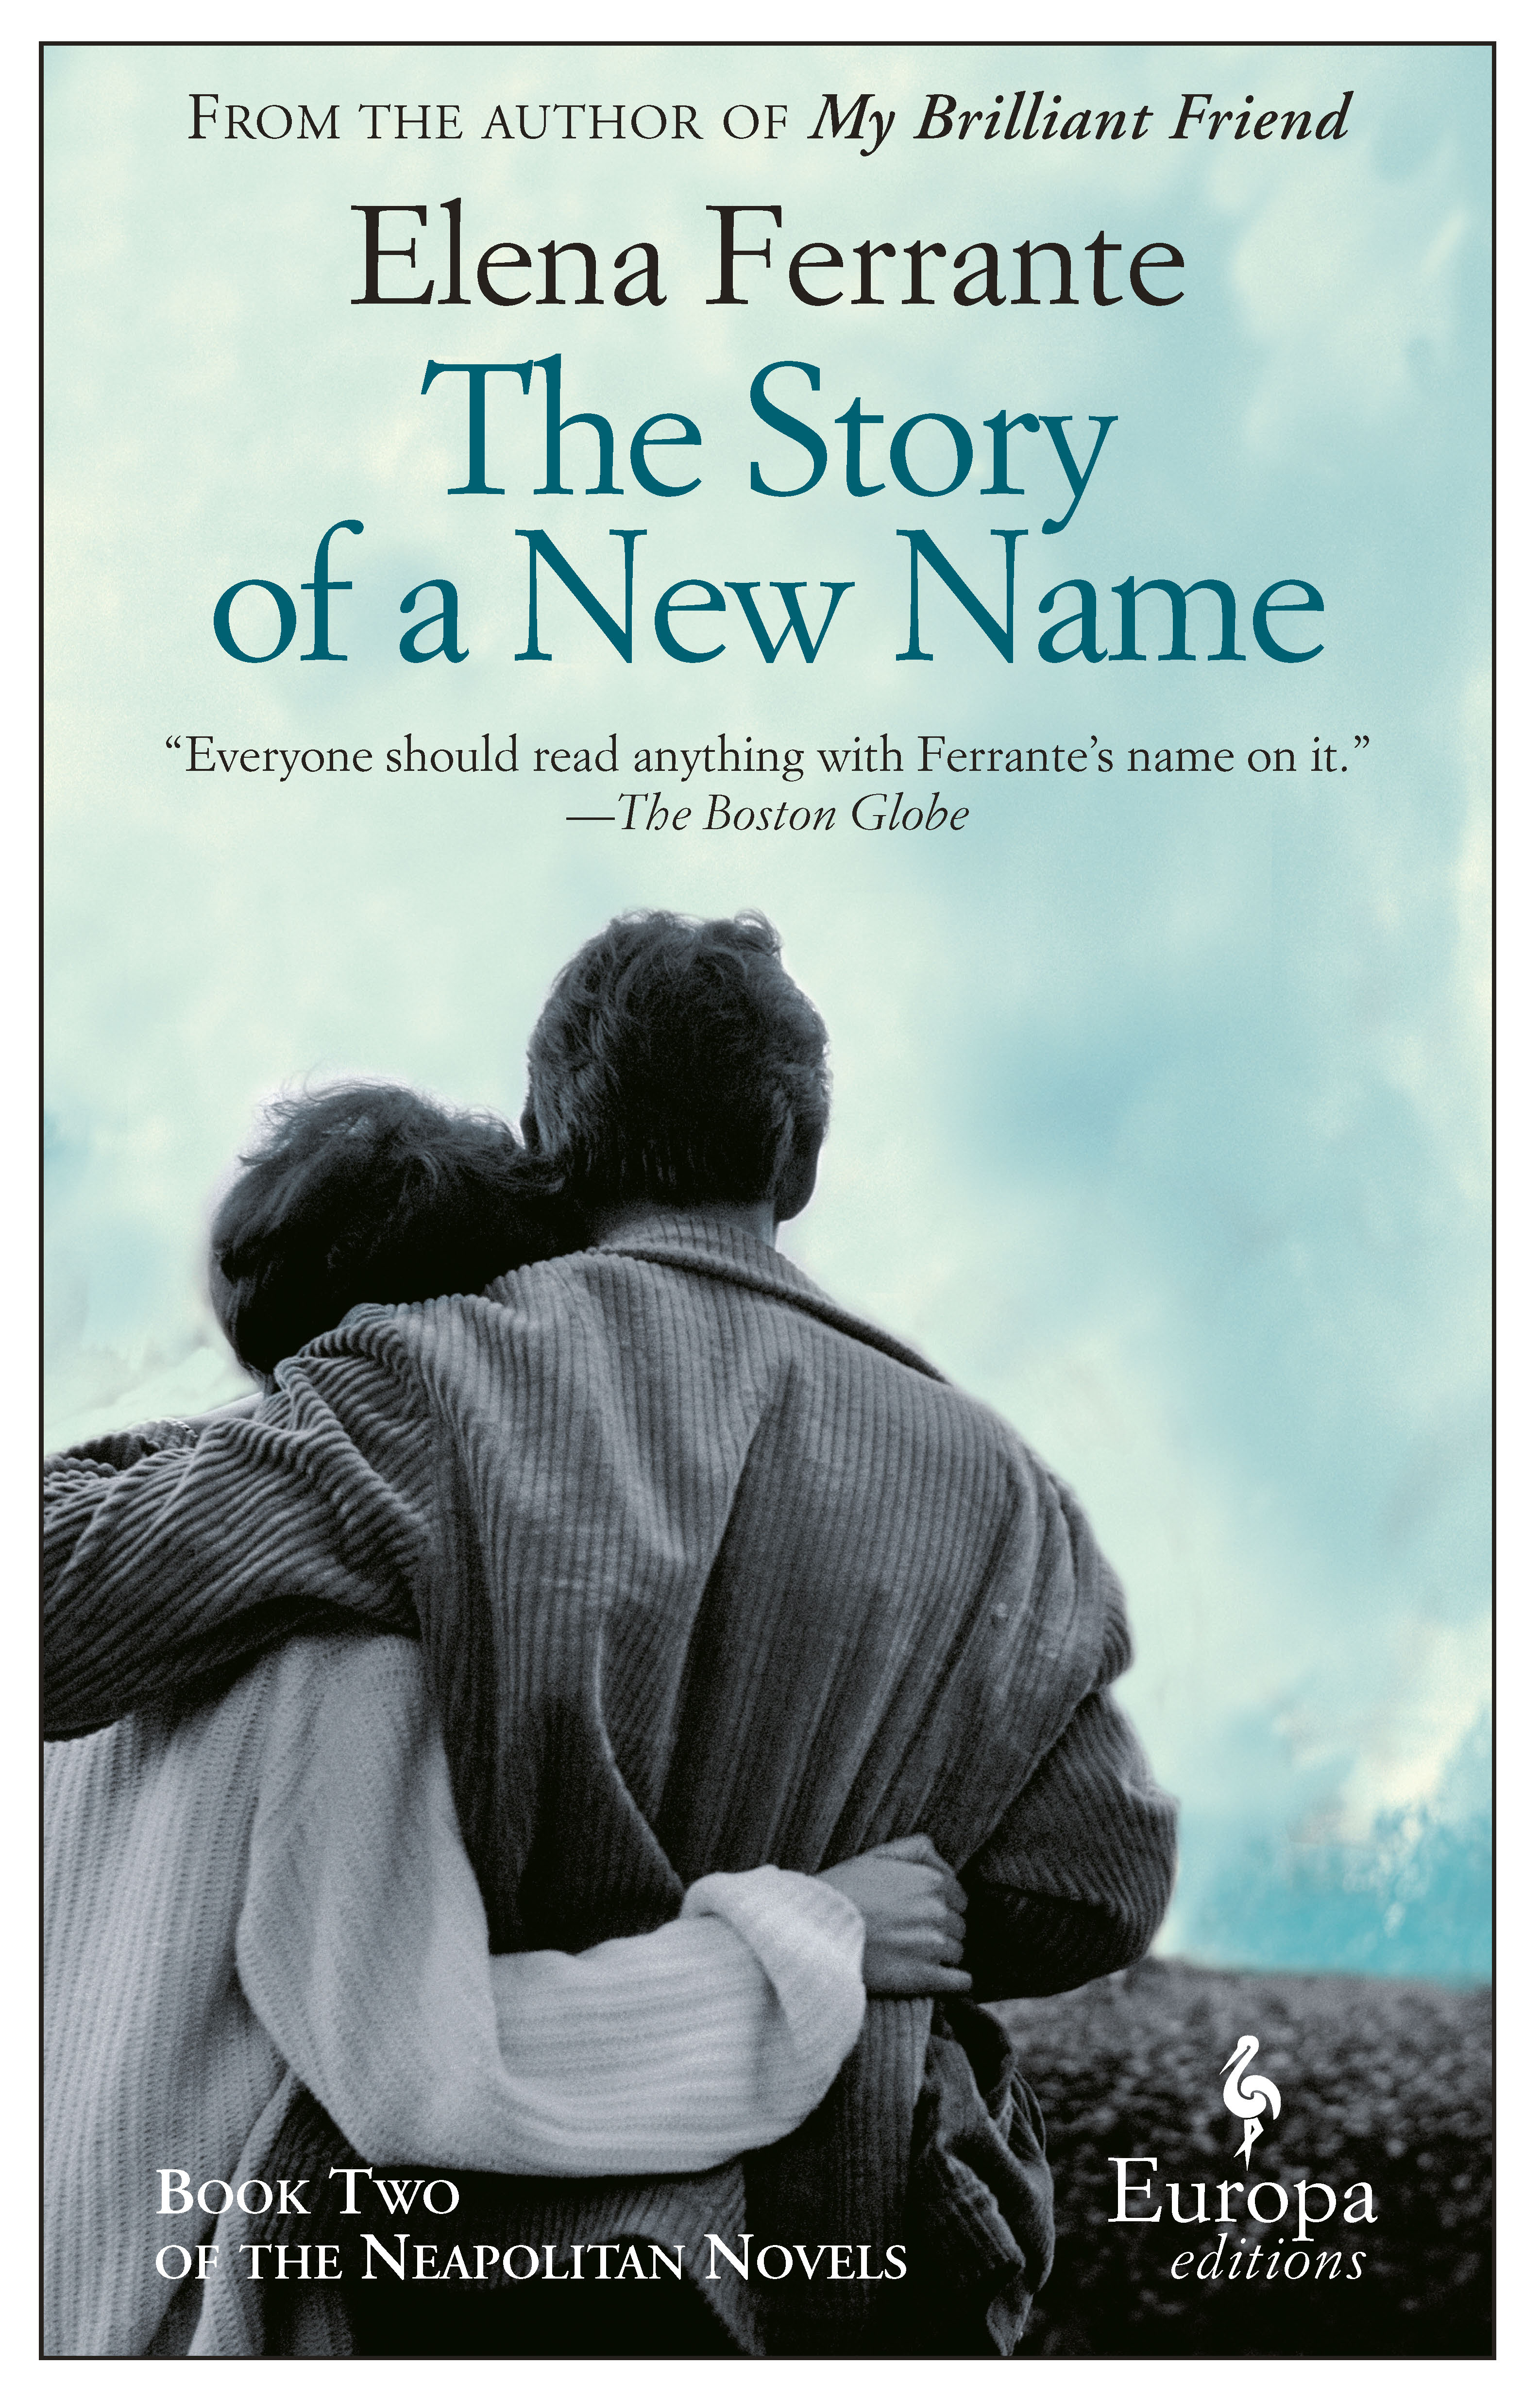 FROM THE AUTHOR OF My Brilliant Friend
Elena Ferrante
The Story
of a New Name
“Everyone should read anything with Ferrante’s name on it.”
—The Boston Globe
BOOK TWO
OF THE NEAPOLITAN NOVELS
Europa
editions